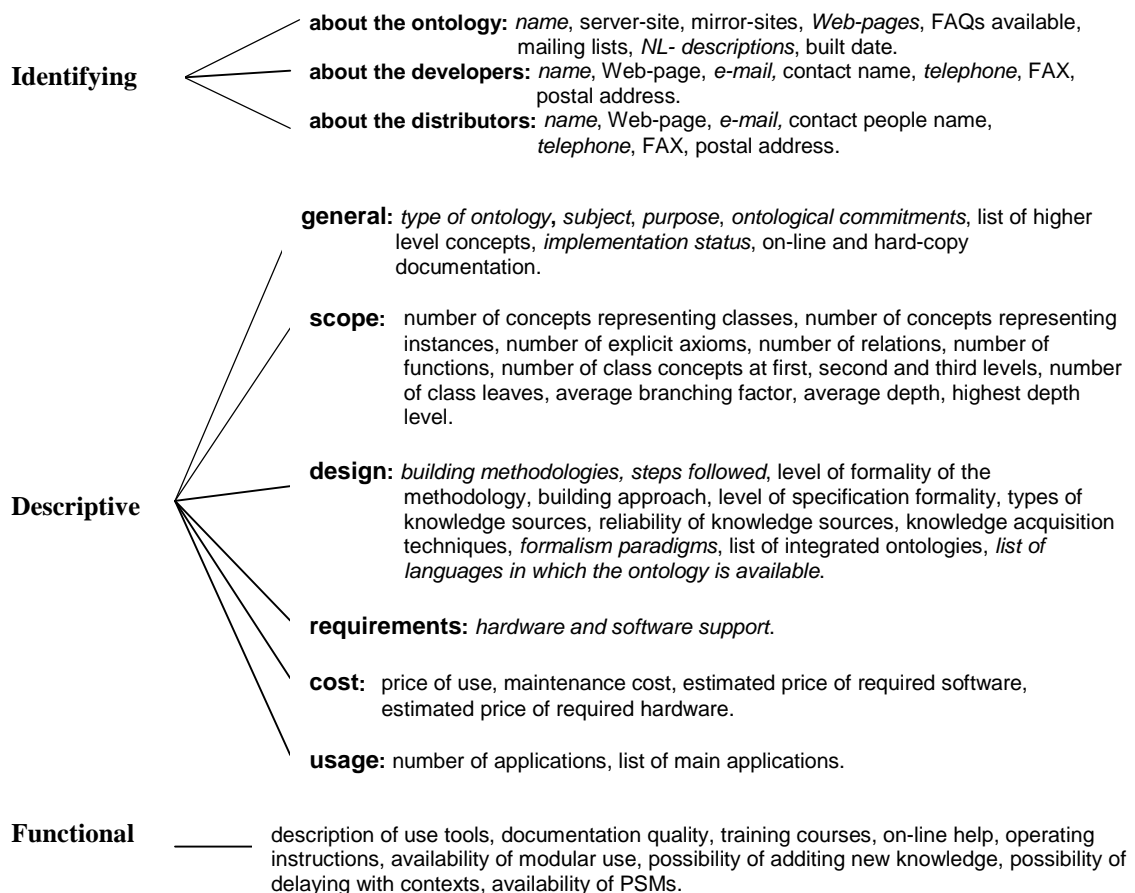 about the ontology: name, server-site, mirror-sites, Web-pages, FAQs available,
mailing lists, NL- descriptions, built date.
Identifying
about the developers: name, Web-page, e-mail, contact name, telephone, FAX,
postal address.
about the distributors: name, Web-page, e-mail, contact people name,
telephone, FAX, postal address.
general: type of ontology, subject, purpose, ontological commitments, list of higher
level concepts, implementation status, on-line and hard-copy
documentation.
scope: number of concepts representing classes, number of concepts representing
instances, number of explicit axioms, number of relations, number of
functions, number of class concepts at first, second and third levels, number
of class leaves, average branching factor, average depth, highest depth
level.
design: building methodologies, steps followed, level of formality of the
methodology, building approach, level of specification formality, types of
Descriptive
knowledge sources, reliability of knowledge sources, knowledge acquisition
techniques, formalism paradigms, list of integrated ontologies, list of
languages in which the ontology is available.
requirements: hardware and software support.
cost: price of use, maintenance cost, estimated price of required software,
estimated price of required hardware.
usage: number of applications, list of main applications.
Functional
description of use tools, documentation quality, training courses, on-line help, operating
instructions, availability of modular use, possibility of additing new knowledge, possibility of
delaying with contexts, availability of PSMs.